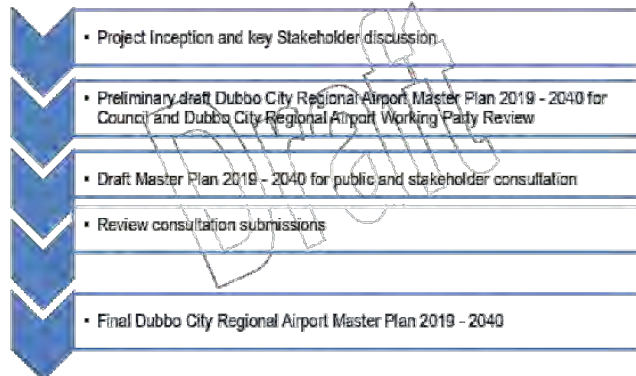 • Project Inception and key Stakeholder discussion
• Preliminary draft Dubbo City Regional Airport Master Plan 2019 - 2040 for
Council and Dubbo City Regional Airport Working Party Review
• Draft Master Plan 2019 - 2040 for public and stakeholder consultation
• Review consultation submissions
• Final Dubbo City Regional Airport Master Plan 2019 - 2040
Draft